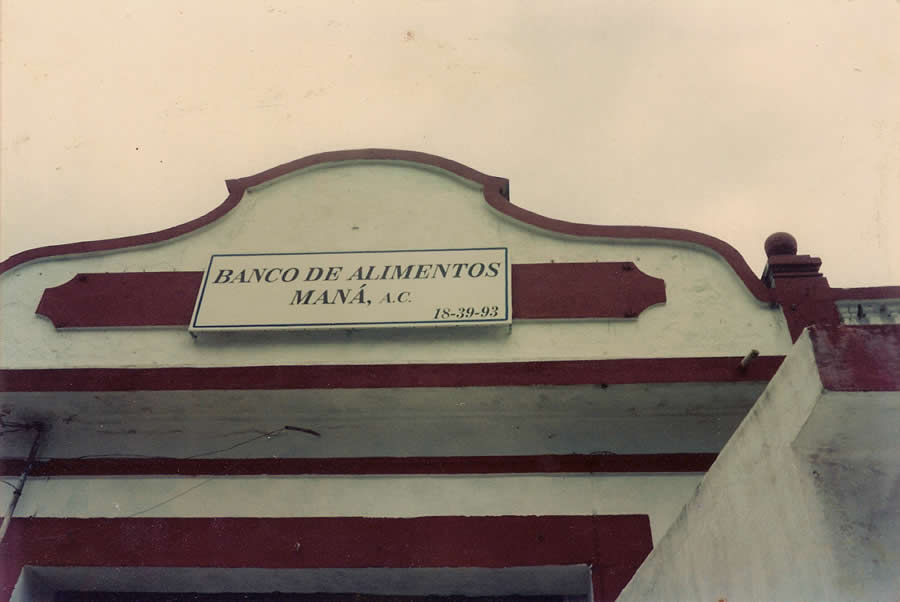 BANCO DE ALIMENTOS
MANÁ, A.C.
18-39-93